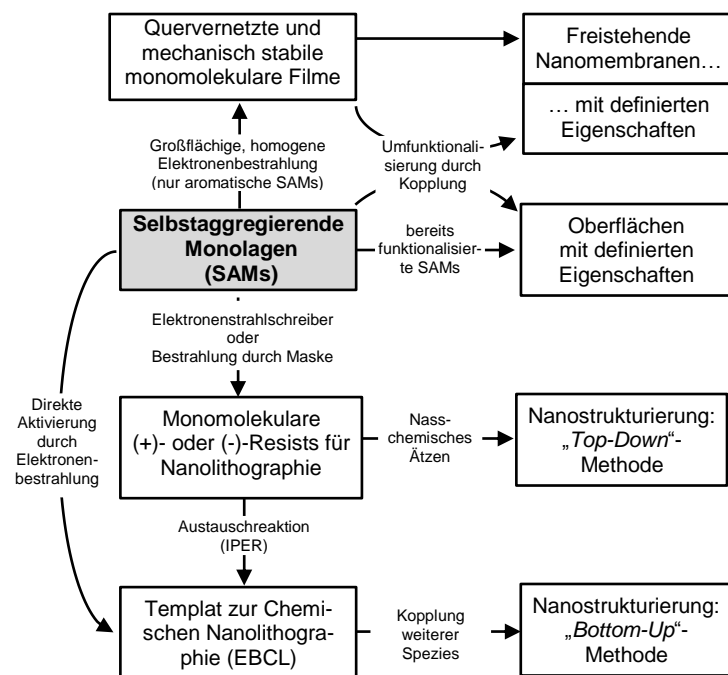 Quervernetzte und
mechanisch stabile
monomolekulare Filme
Freistehende
Nanomembranen…
… mit definierten
Eigenschaften
Großflächige, homogene
Elektronenbestrahlung
(nur aromatische SAMs)
Umfunktionali-
sierung durch
Kopplung
Selbstaggregierende
Monolagen
(SAMs)
bereits
funktionalisier-
te SAMs
Oberflächen
mit definierten
Eigenschaften
Elektronenstrahlschreiber
oder
Bestrahlung durch Maske
Direkte
Aktivierung
durch
Elektronen-
bestrahlung
Monomolekulare
(+)- oder (-)-Resists für
Nanolithographie
Nass-
chemisches
Ätzen
Nanostrukturierung:
„Top-Down“-
Methode
Austauschreaktion
(IPER)
Templat zur Chemi-
schen Nanolithogra-
phie (EBCL)
Kopplung
weiterer
Spezies
Nanostrukturierung:
„Bottom-Up“-
Methode